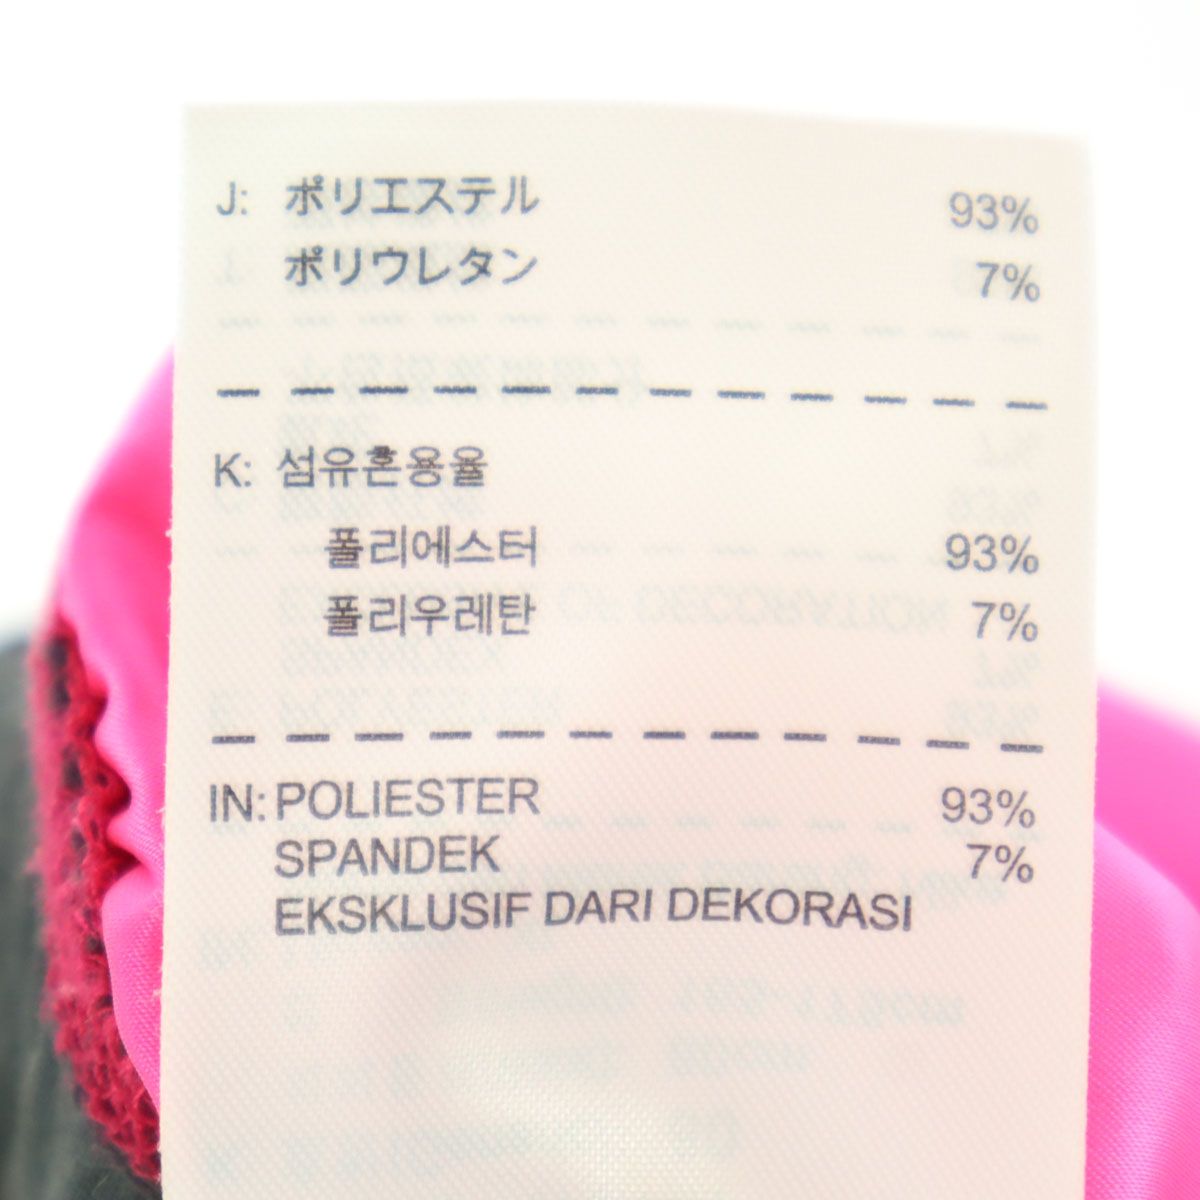 J: ポリエステル 93%
ポリウレタン 7%
K: 섬유혼용율
폴리에스터 93%
폴리우레탄 7%
IN: POLIESTER 93%
SPANDEK 7%
EKSKLUSIF DARI DEKORASI